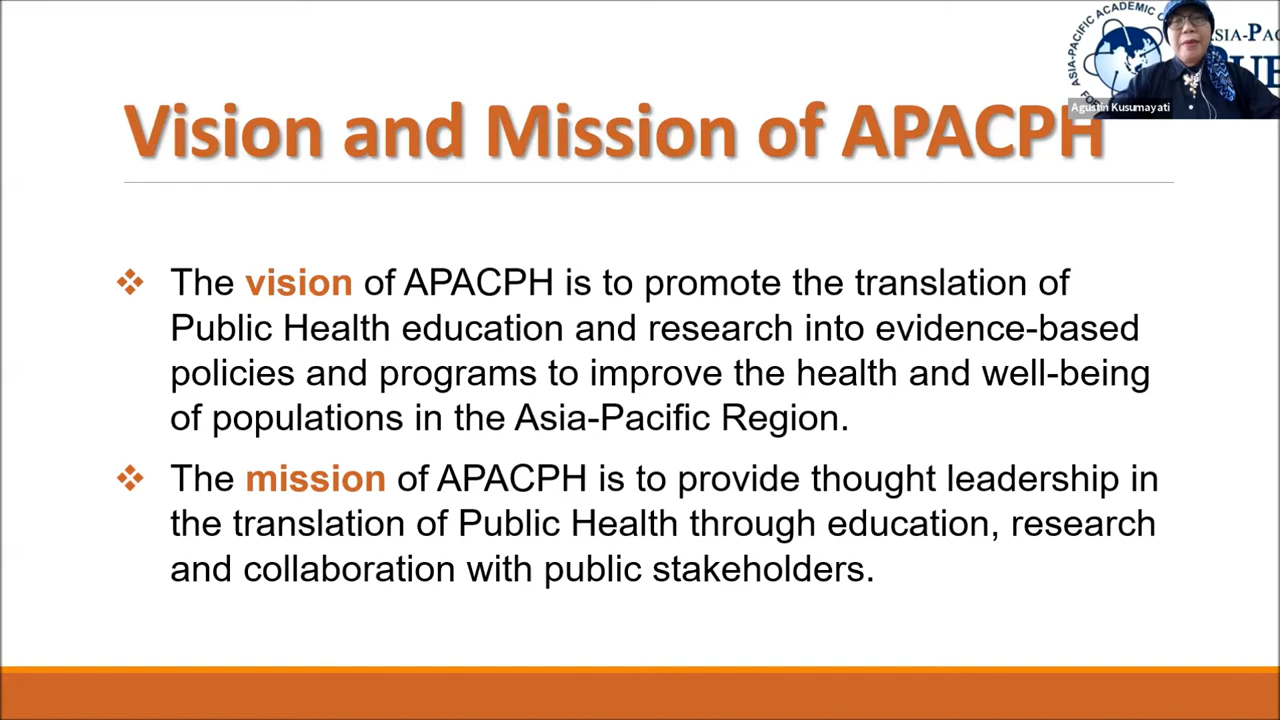 ASIA-PACIFIC ACADEMIC
Agustin Kusumayati
Vision and Mission of APACPH
The vision of APACPH is to promote the translation of
Public Health education and research into evidence-based
policies and programs to improve the health and well-being
of populations in the Asia-Pacific Region.
The mission of APACPH is to provide thought leadership in
the translation of Public Health through education, research
and collaboration with public stakeholders.